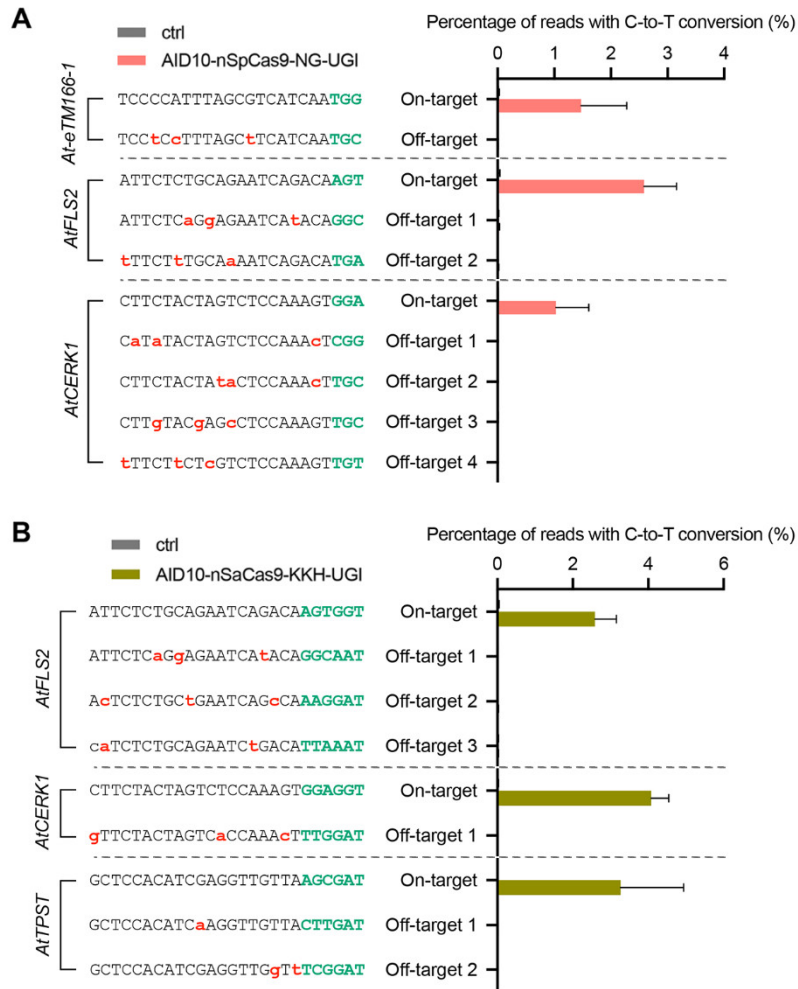 A
Percentage of reads with C-to-T conversion (%)
ctrl
AID10-nSpCas9-NG-UGI
0 1 2 3 4
At-eTM166-1
TCCCCATTTAGCGTCATCAATGG On-target
TCCtCcTTTAGCtTCATCAATGC Off-target
AtFLS2
ATTCTCTGCAGAATCAGACAAGT On-target
ATTCTCaGgAGAATCAtACAGGC Off-target 1
tTTCTtTGCAaAATCAGACATGA Off-target 2
AtCERK1
CTTCTACTAGTCTCCAAAGTGGA On-target
CaTaTACTAGTCTCCAAAcTCGG Off-target 1
CTTCTACTAtaCTCCAAAcTTGC Off-target 2
CTTgTACgAGcCTCCAAAGTTGC Off-target 3
tTTCTtCTcGTCTCCAAAGTTGT Off-target 4
B
Percentage of reads with C-to-T conversion (%)
ctrl
AID10-nSaCas9-KKH-UGI
0 2 4 6
AtFLS2
ATTCTCTGCAGAATCAGACAAGTGGT On-target
ATTCTCaGgAGAATCAtACAGGCAAT Off-target 1
AcTCTCTGCtGAATCAGcCAAAGGAT Off-target 2
caTCTCTGCAGAATCtGACATTAAAT Off-target 3
AtCERK1
CTTCTACTAGTCTCCAAAGTGGAGGT On-target
gTTCTACTAGTCaCCAAAcTTTGGAT Off-target 1
AtTPST
GCTCCACATCGAGGTTGTTAAGCGAT On-target
GCTCCACATCaAGGTTGTTACTTGAT Off-target 1
GCTCCACATCGAGGTTGgTtTCGGAT Off-target 2